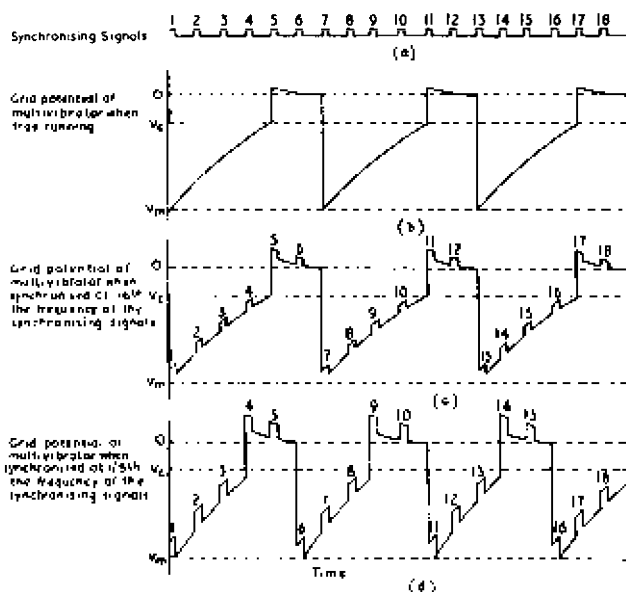 1 2 3 4 5 6 7 8 9 10 11 12 13 14 15 16 17 18
Synchronising Signals
(a)
Grid potential of
multivibrator when
free running
O
Vc
Vm
(b)
5 6 11 12 17 18
Grid potential of
multivibrator when
synchronised at 1/6th
the frequency of the
synchronising signals
O
Vc
1 2 3 4 7 8 9 10 13 14 15 16
Vm
(c)
4 5 9 10 14 15
Grid potential of
multivibrator when
synchronised at 1/5th
the frequency of the
synchronising signals
O
Vc
1 2 3 6 7 8 11 12 13 16 17 18
Vm
Time
(d)